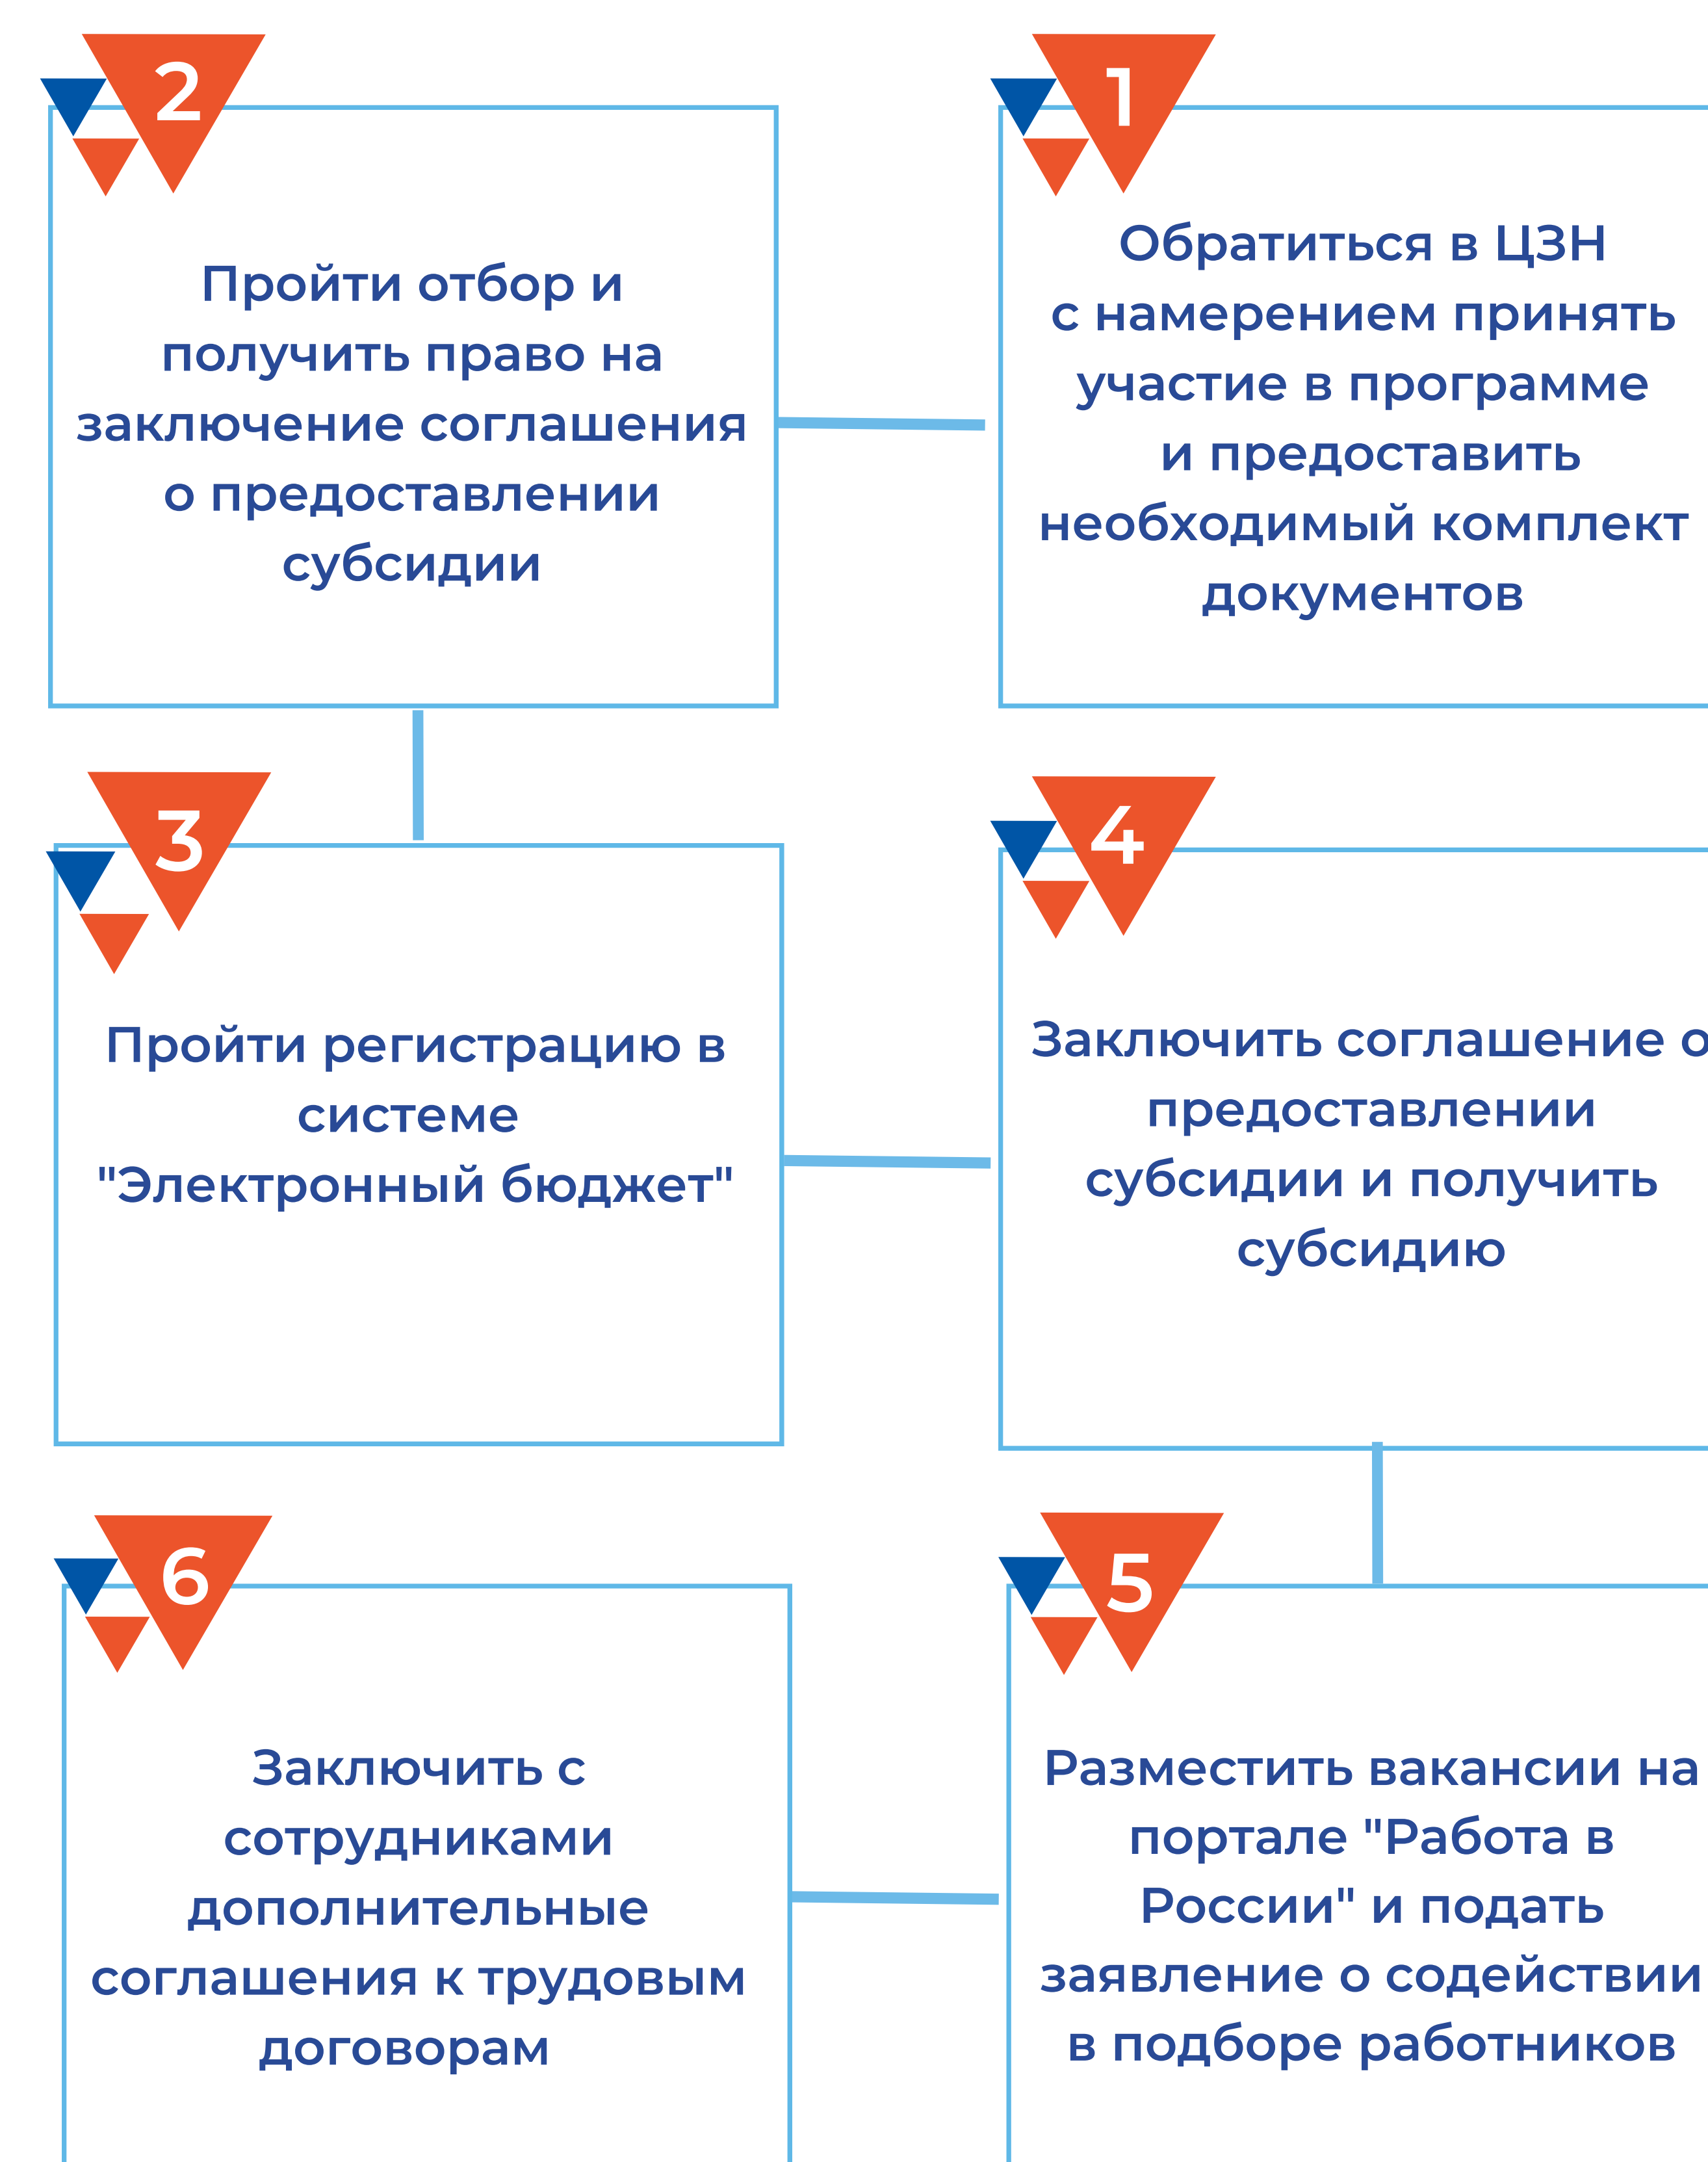 2
Пройти отбор и
получить право на
заключение соглашения
о предоставлении
субсидии
1
Обратиться в ЦЗН
с намерением принять
участие в программе
и предоставить
необходимый комплект
документов
3
Пройти регистрацию в
системе
"Электронный бюджет"
4
Заключить соглашение о
предоставлении
субсидии и получить
субсидию
6
Заключить с
сотрудниками
дополнительные
соглашения к трудовым
договорам
5
Разместить вакансии на
портале "Работа в
России" и подать
заявление о содействии
в подборе работников